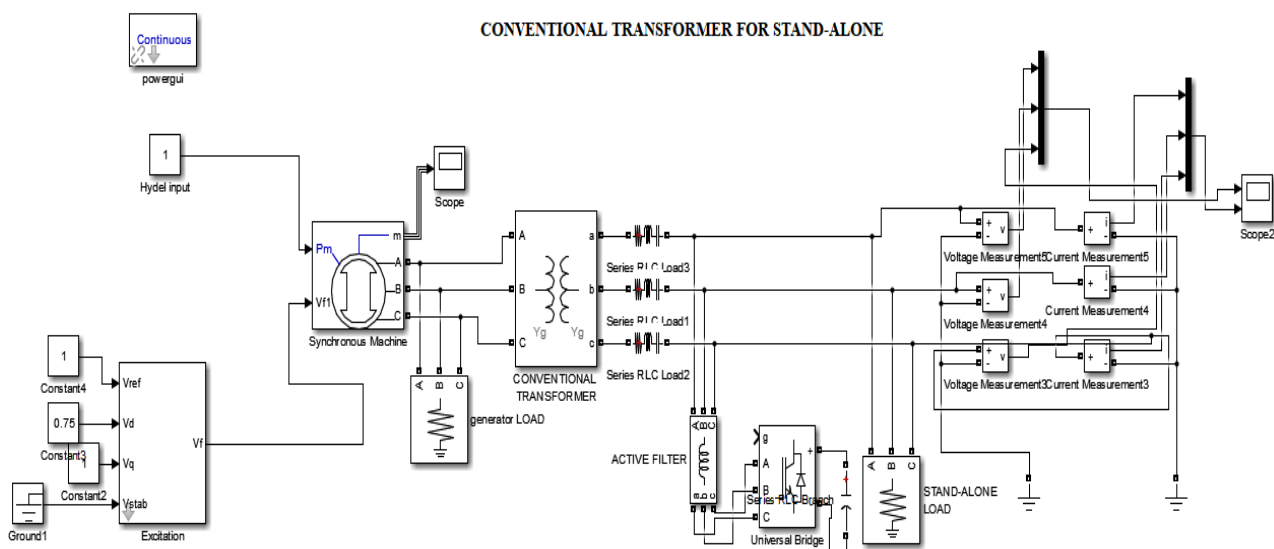 CONVENTIONAL TRANSFORMER FOR STAND-ALONE
Continuous
powergui
1
Hydel input
Scope
Pm
m
A
B
C
Vf1
Synchronous Machine
A
B
C
a
b
c
Yg
Yg
CONVENTIONAL
TRANSFORMER
Series RLC Load3
Series RLC Load1
Series RLC Load2
+
-
v
Voltage Measurement5
+
-
i
Current Measurement5
+
-
v
Voltage Measurement4
+
-
i
Current Measurement4
+
-
v
Voltage Measurement3
+
-
i
Current Measurement3
Scope2
1
Constant4
0.75
Constant3
1
Constant2
Ground1
Vref
Vd
Vq
Vstab
Vf
Excitation
A B C
generator LOAD
A B C
a b c
ACTIVE FILTER
g
A
B
C
+
Series RLC Branch
Universal Bridge
A B C
STAND-ALONE
LOAD